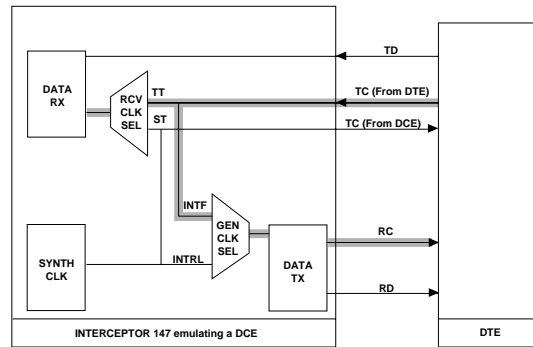 TD
DATA
RX
RCV
CLK
SEL
TT
TC (From DTE)
ST
TC (From DCE)
INTF
GEN
CLK
SEL
RC
SYNTH
CLK
INTRL
DATA
TX
RD
INTERCEPTOR 147 emulating a DCE
DTE